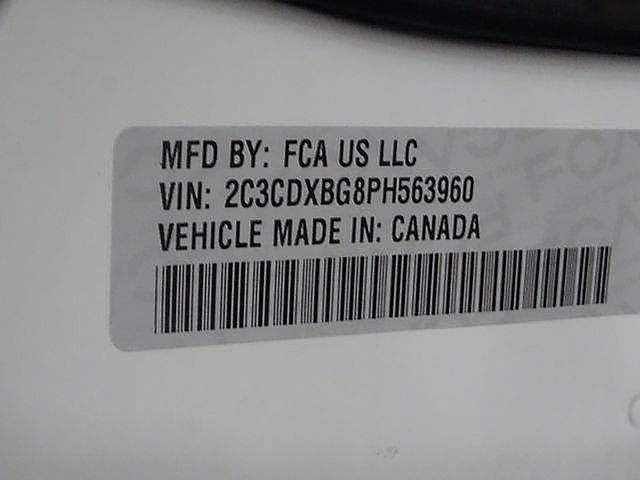 MFD BY: FCA US LLC
VIN: 2C3CDXBG8PH563960
VEHICLE MADE IN: CANADA